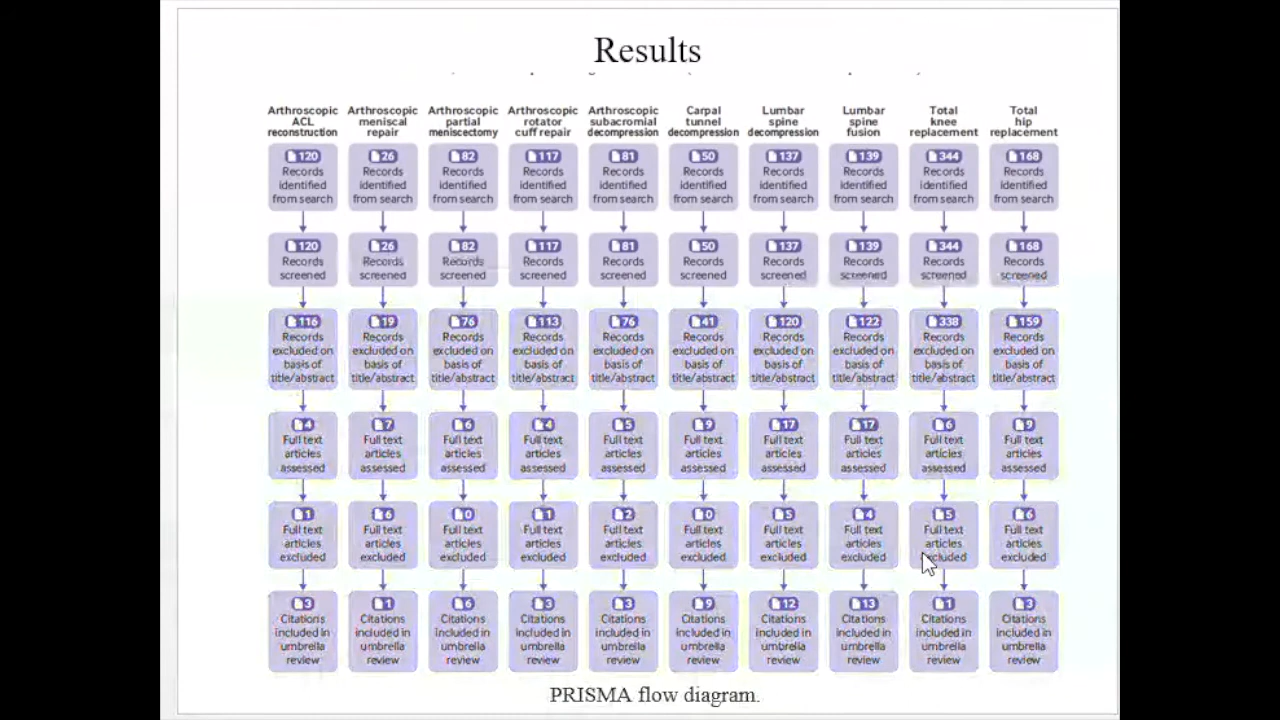 Results
Arthroscopic ACL reconstruction
Arthroscopic meniscal repair
Arthroscopic partial meniscectomy
Arthroscopic rotator cuff repair
Arthroscopic subacromial decompression
Carpal tunnel decompression
Lumbar spine decompression
Lumbar spine fusion
Total knee replacement
Total hip replacement
120 Records identified from search
26 Records identified from search
82 Records identified from search
117 Records identified from search
81 Records identified from search
50 Records identified from search
137 Records identified from search
139 Records identified from search
344 Records identified from search
168 Records identified from search
120 Records screened
26 Records screened
82 Records screened
117 Records screened
81 Records screened
50 Records screened
137 Records screened
139 Records screened
344 Records screened
168 Records screened
116 Records excluded on basis of title/abstract
19 Records excluded on basis of title/abstract
76 Records excluded on basis of title/abstract
113 Records excluded on basis of title/abstract
76 Records excluded on basis of title/abstract
41 Records excluded on basis of title/abstract
120 Records excluded on basis of title/abstract
122 Records excluded on basis of title/abstract
338 Records excluded on basis of title/abstract
159 Records excluded on basis of title/abstract
4 Full text articles assessed
7 Full text articles assessed
6 Full text articles assessed
4 Full text articles assessed
5 Full text articles assessed
9 Full text articles assessed
17 Full text articles assessed
17 Full text articles assessed
6 Full text articles assessed
9 Full text articles assessed
1 Full text articles excluded
6 Full text articles excluded
0 Full text articles excluded
1 Full text articles excluded
2 Full text articles excluded
0 Full text articles excluded
5 Full text articles excluded
4 Full text articles excluded
5 Full text articles excluded
6 Full text articles excluded
3 Citations included in umbrella review
1 Citations included in umbrella review
6 Citations included in umbrella review
3 Citations included in umbrella review
3 Citations included in umbrella review
9 Citations included in umbrella review
12 Citations included in umbrella review
13 Citations included in umbrella review
1 Citations included in umbrella review
3 Citations included in umbrella review
PRISMA flow diagram.